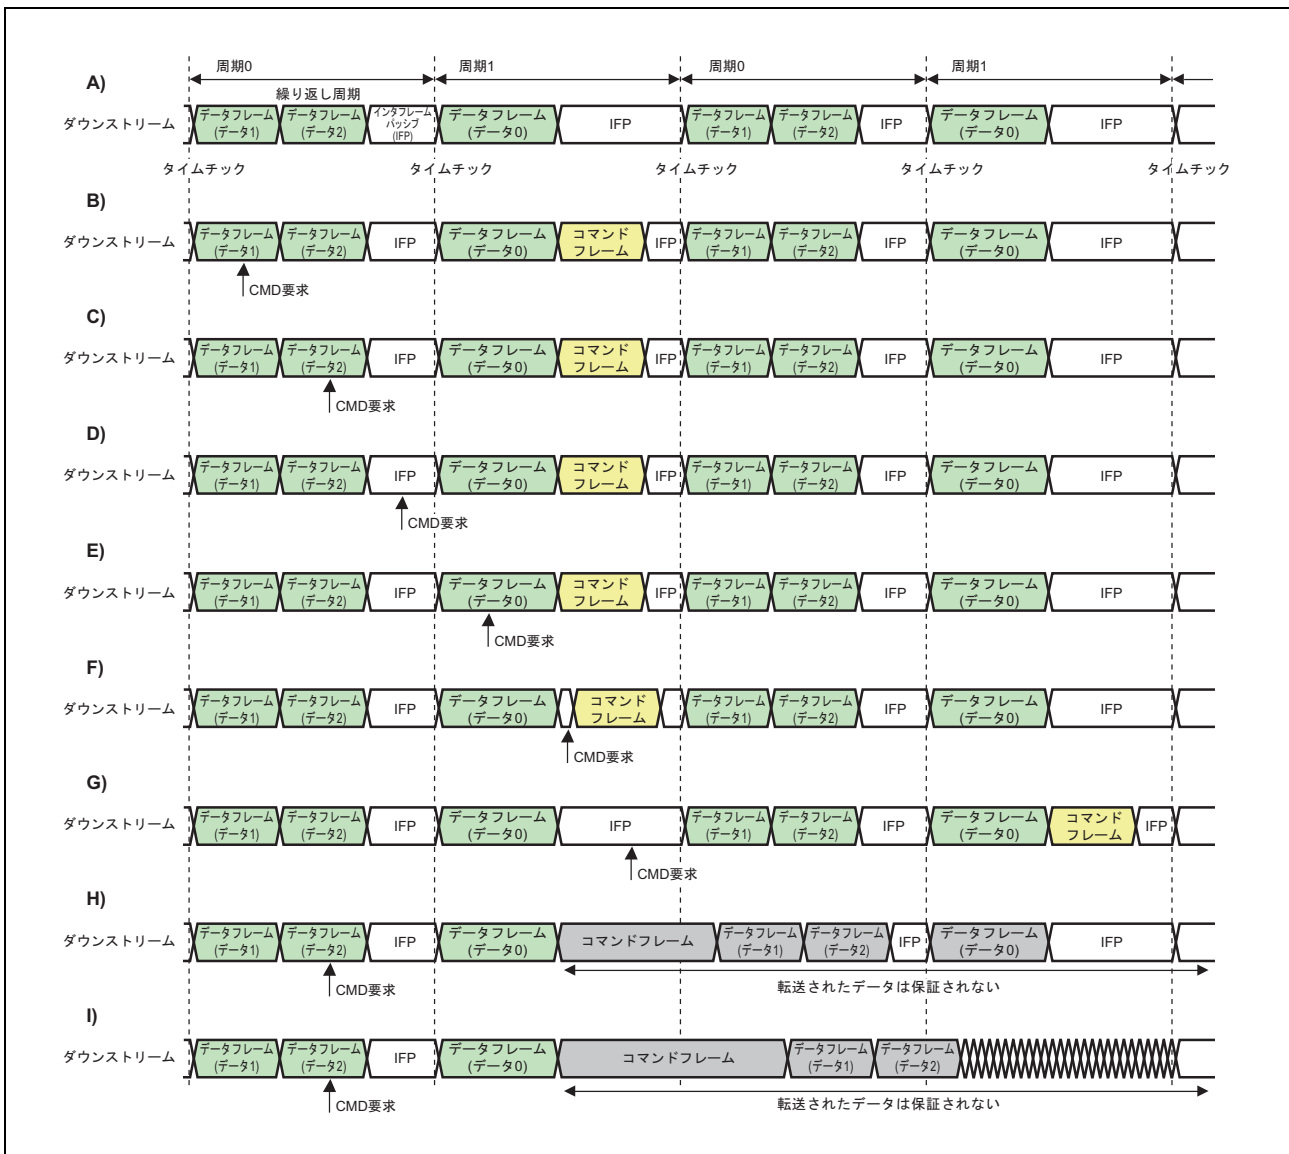 周期0 周期1 周期0 周期1
A)
繰り返し周期
ダウンストリーム データフレーム (データ1) データフレーム (データ2) インタフレーム パッシブ (IFP) データフレーム (データ0) IFP データフレーム (データ1) データフレーム (データ2) IFP データフレーム (データ0) IFP
タイムチック タイムチック タイムチック タイムチック タイムチック
B)
ダウンストリーム データフレーム (データ1) データフレーム (データ2) IFP データフレーム (データ0) コマンド フレーム IFP データフレーム (データ1) データフレーム (データ2) IFP データフレーム (データ0) IFP
CMD要求
C)
ダウンストリーム データフレーム (データ1) データフレーム (データ2) IFP データフレーム (データ0) コマンド フレーム IFP データフレーム (データ1) データフレーム (データ2) IFP データフレーム (データ0) IFP
CMD要求
D)
ダウンストリーム データフレーム (データ1) データフレーム (データ2) IFP データフレーム (データ0) コマンド フレーム IFP データフレーム (データ1) データフレーム (データ2) IFP データフレーム (データ0) IFP
CMD要求
E)
ダウンストリーム データフレーム (データ1) データフレーム (データ2) IFP データフレーム (データ0) コマンド フレーム IFP データフレーム (データ1) データフレーム (データ2) IFP データフレーム (データ0) IFP
CMD要求
F)
ダウンストリーム データフレーム (データ1) データフレーム (データ2) IFP データフレーム (データ0) コマンド フレーム データフレーム (データ1) データフレーム (データ2) IFP データフレーム (データ0) IFP
CMD要求
G)
ダウンストリーム データフレーム (データ1) データフレーム (データ2) IFP データフレーム (データ0) IFP データフレーム (データ1) データフレーム (データ2) IFP データフレーム (データ0) コマンド フレーム IFP
CMD要求
H)
ダウンストリーム データフレーム (データ1) データフレーム (データ2) IFP データフレーム (データ0) コマンドフレーム データフレーム (データ1) データフレーム (データ2) IFP データフレーム (データ0) IFP
CMD要求 転送されたデータは保証されない
I)
ダウンストリーム データフレーム (データ1) データフレーム (データ2) IFP データフレーム (データ0) コマンドフレーム データフレーム (データ1) データフレーム (データ2)
CMD要求 転送されたデータは保証されない